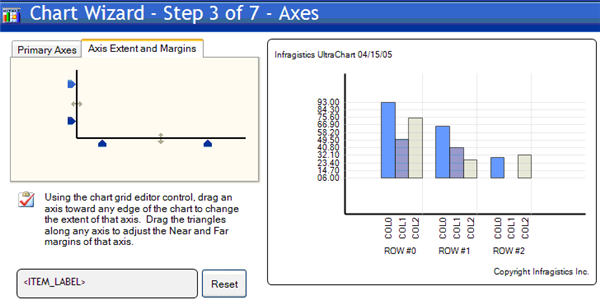 Chart Wizard - Step 3 of 7 - Axes
Primary Axes
Axis Extent and Margins
Using the chart grid editor control, drag an
axis toward any edge of the chart to change
the extent of that axis. Drag the triangles
along any axis to adjust the Near and Far
margins of that axis.
<ITEM_LABEL>
Reset
Infragistics UltraChart 04/15/05
93.00
84.30
75.60
66.90
58.20
49.50
40.80
32.10
23.40
14.70
06.00
COL0
COL1
COL2
COL0
COL1
COL2
COL0
COL1
COL2
ROW #0
ROW #1
ROW #2
Copyright Infragistics Inc.